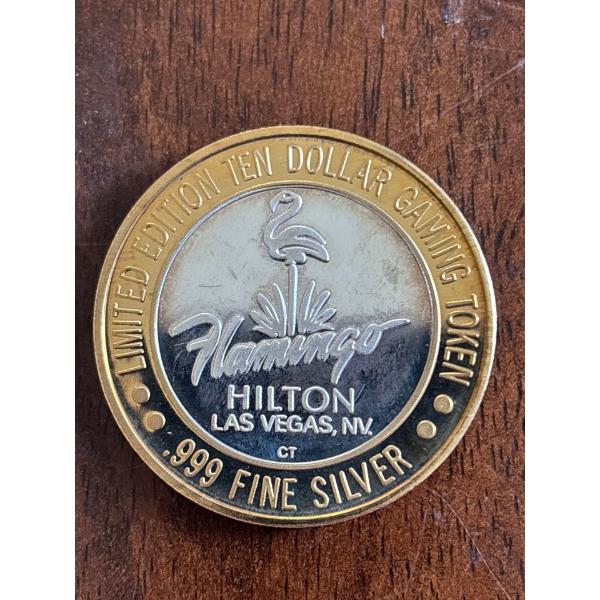 LIMITED EDITION TEN DOLLAR GAMING TOKEN
Flamingo
HILTON
LAS VEGAS, NV.
CT
.999 FINE SILVER